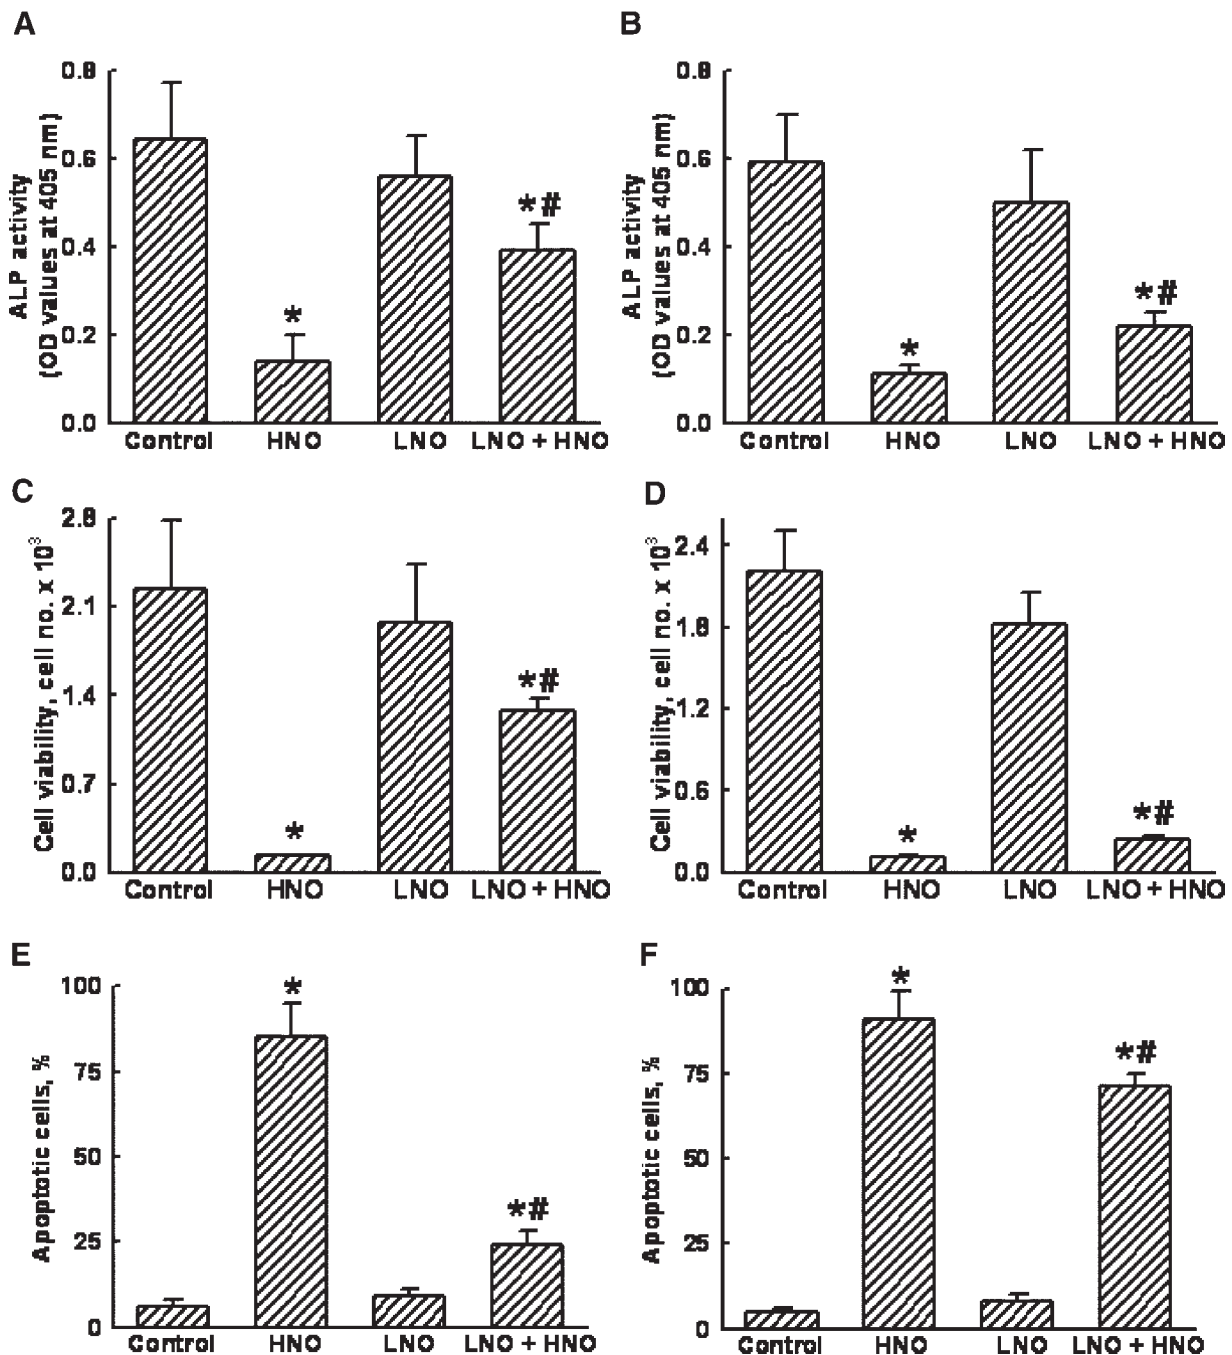 A
ALP activity
(OD values at 405 nm)
0.8
0.6
0.4
0.2
0.0
*
*#
Control HNO LNO LNO + HNO
B
ALP activity
(OD values at 405 nm)
0.8
0.6
0.4
0.2
0.0
*
*#
Control HNO LNO LNO + HNO
C
Cell viability, cell no. x 10³
2.8
2.1
1.4
0.7
0.0
*
*#
Control HNO LNO LNO + HNO
D
Cell viability, cell no. x 10³
2.4
1.8
1.2
0.6
0.0
*
*#
Control HNO LNO LNO + HNO
E
Apoptotic cells, %
100
75
50
25
0
*
*#
Control HNO LNO LNO + HNO
F
Apoptotic cells, %
100
75
50
25
0
*
*#
Control HNO LNO LNO + HNO